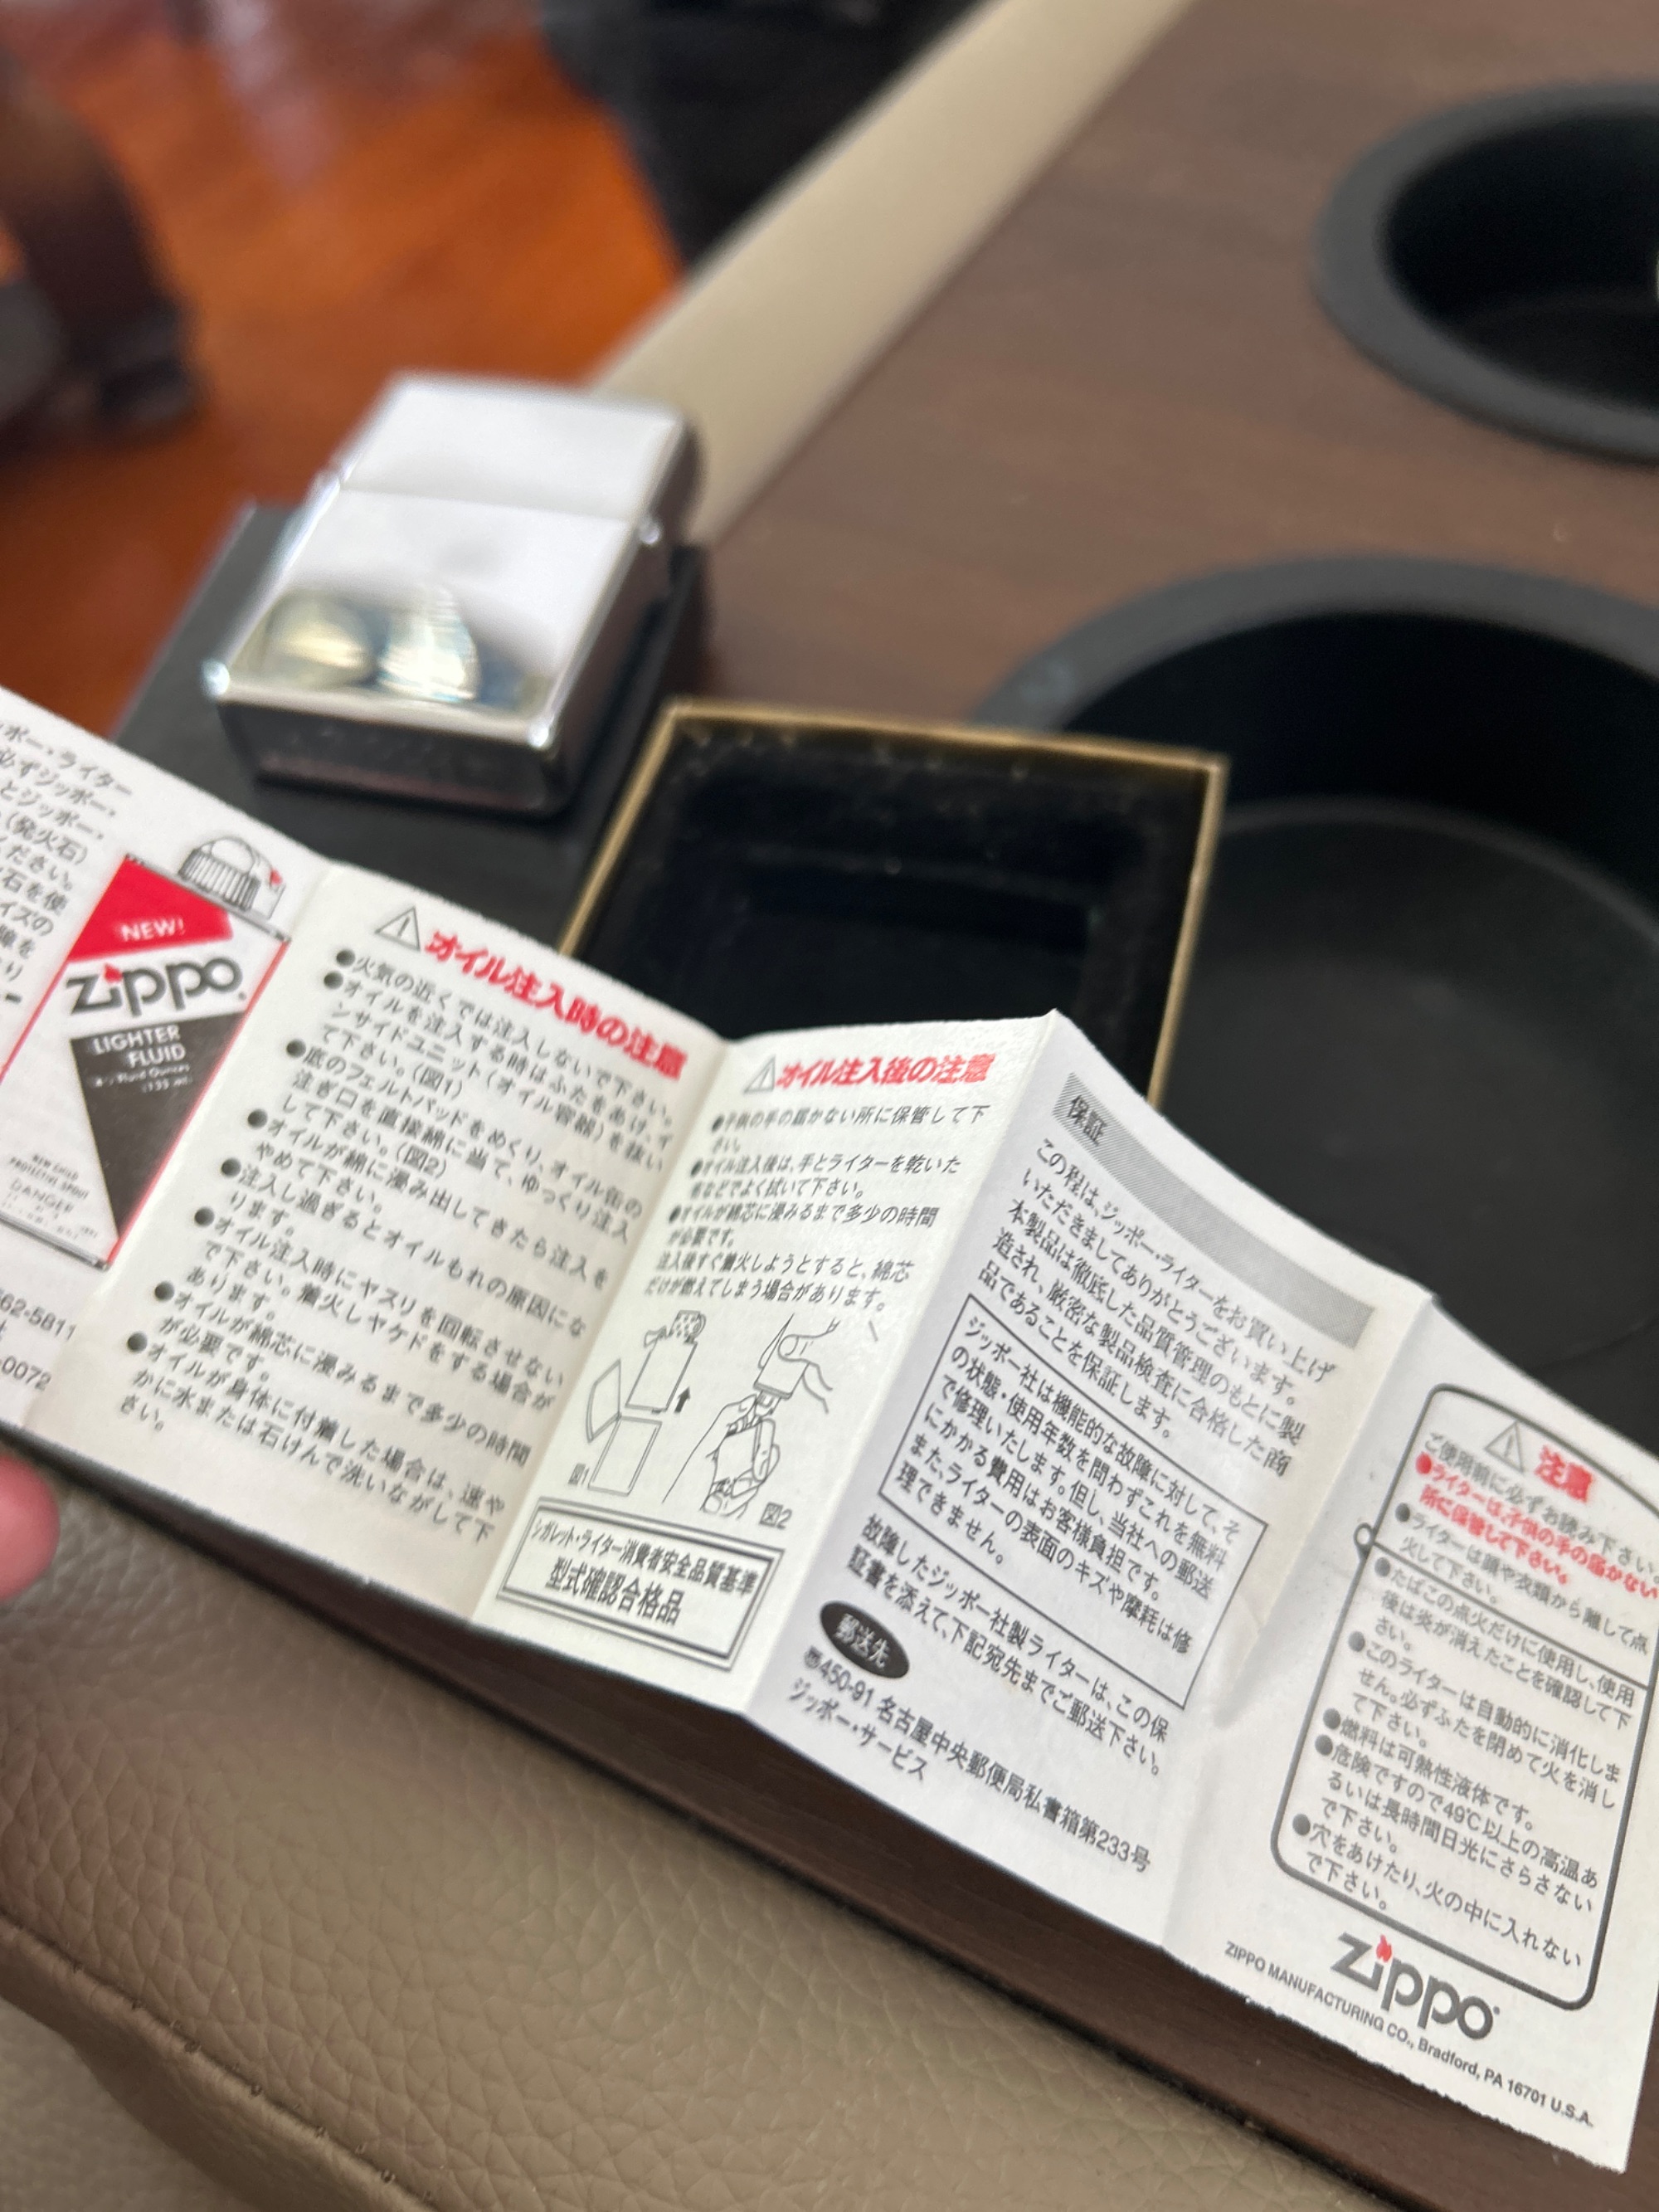 ポー・ライター
必ずジッポー・
とジッポー・
(発火石)
ください。
石を使
イズの
障を
NEW!
zippo
LIGHTER
FLUID
DANGER
62-5811
-0072
オイル注入時の注意
●火気の近くでは注入しないで下さい。
●オイルを注入する時はふたをあけ、イ
ンサイドユニット(オイル容器)を抜い
て下さい。(図1)
●底のフェルトパッドをめくり、オイル缶の
注ぎ口を直接綿に当て、ゆっくり注入
して下さい。(図2)
●オイルが綿に浸み出してきたら注入を
やめて下さい。
●注入し過ぎるとオイルもれの原因にな
ります。
●オイル注入時にヤスリを回転させない
で下さい。着火しヤケドをする場合が
あります。
●オイルが綿芯に浸みるまで多少の時間
が必要です。
●オイルが身体に付着した場合は、速や
かに水または石けんで洗いながして下
さい。
オイル注入後の注意
●子供の手の届かない所に保管して下
さい。
●オイル注入後は、手とライターを乾いた
布などでよく拭いて下さい。
●オイルが綿芯に浸みるまで多少の時間
が必要です。
注入後すぐ着火しようとすると、綿芯
だけが燃えてしまう場合があります。
図1
図2
シガレット・ライター消費者安全品質基準
型式確認合格品
保証
この程は、ジッポー・ライターをお買い上げ
いただきましてありがとうございます。
本製品は徹底した品質管理のもとに製
造され、厳密な製品検査に合格した商
品であることを保証します。
ジッポー社は機能的な故障に対して、そ
の状態・使用年数を問わずこれを無料
で修理いたします。但し、当社への郵送
にかかる費用はお客様負担です。
また、ライターの表面のキズや摩耗は修
理できません。
故障したジッポー社製ライターは、この保
証書を添えて、下記宛先までご郵送下さい。
郵送先
〠450-91 名古屋中央郵便局私書箱第233号
ジッポー・サービス
注意
ご使用前に必ずお読み下さい。
●ライターは、子供の手の届かない
所に保管して下さい。
●ライターは顔や衣類から離して点
火して下さい。
●たばこの点火だけに使用し、使用
後は炎が消えたことを確認して下
さい。
●このライターは自動的に消化しま
せん。必ずふたを閉めて火を消し
て下さい。
●燃料は可熱性液体です。
●危険ですので49℃以上の高温あ
るいは長時間日光にさらさない
で下さい。
●穴をあけたり、火の中に入れない
で下さい。
zippo
ZIPPO MANUFACTURING CO., Bradford, PA 16701 U.S.A.